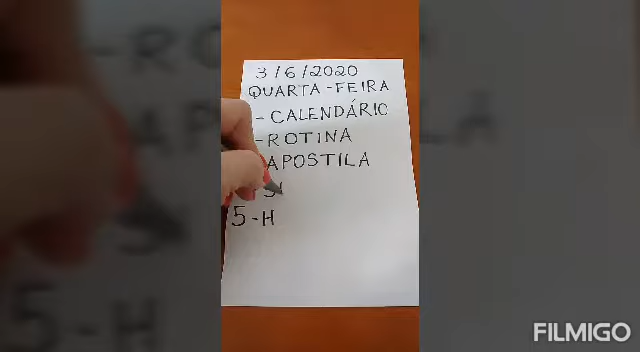 3/6/2020
QUARTA-FEIRA
- CALENDÁRIO
- ROTINA
APOSTILA
5-H
FILMIGO